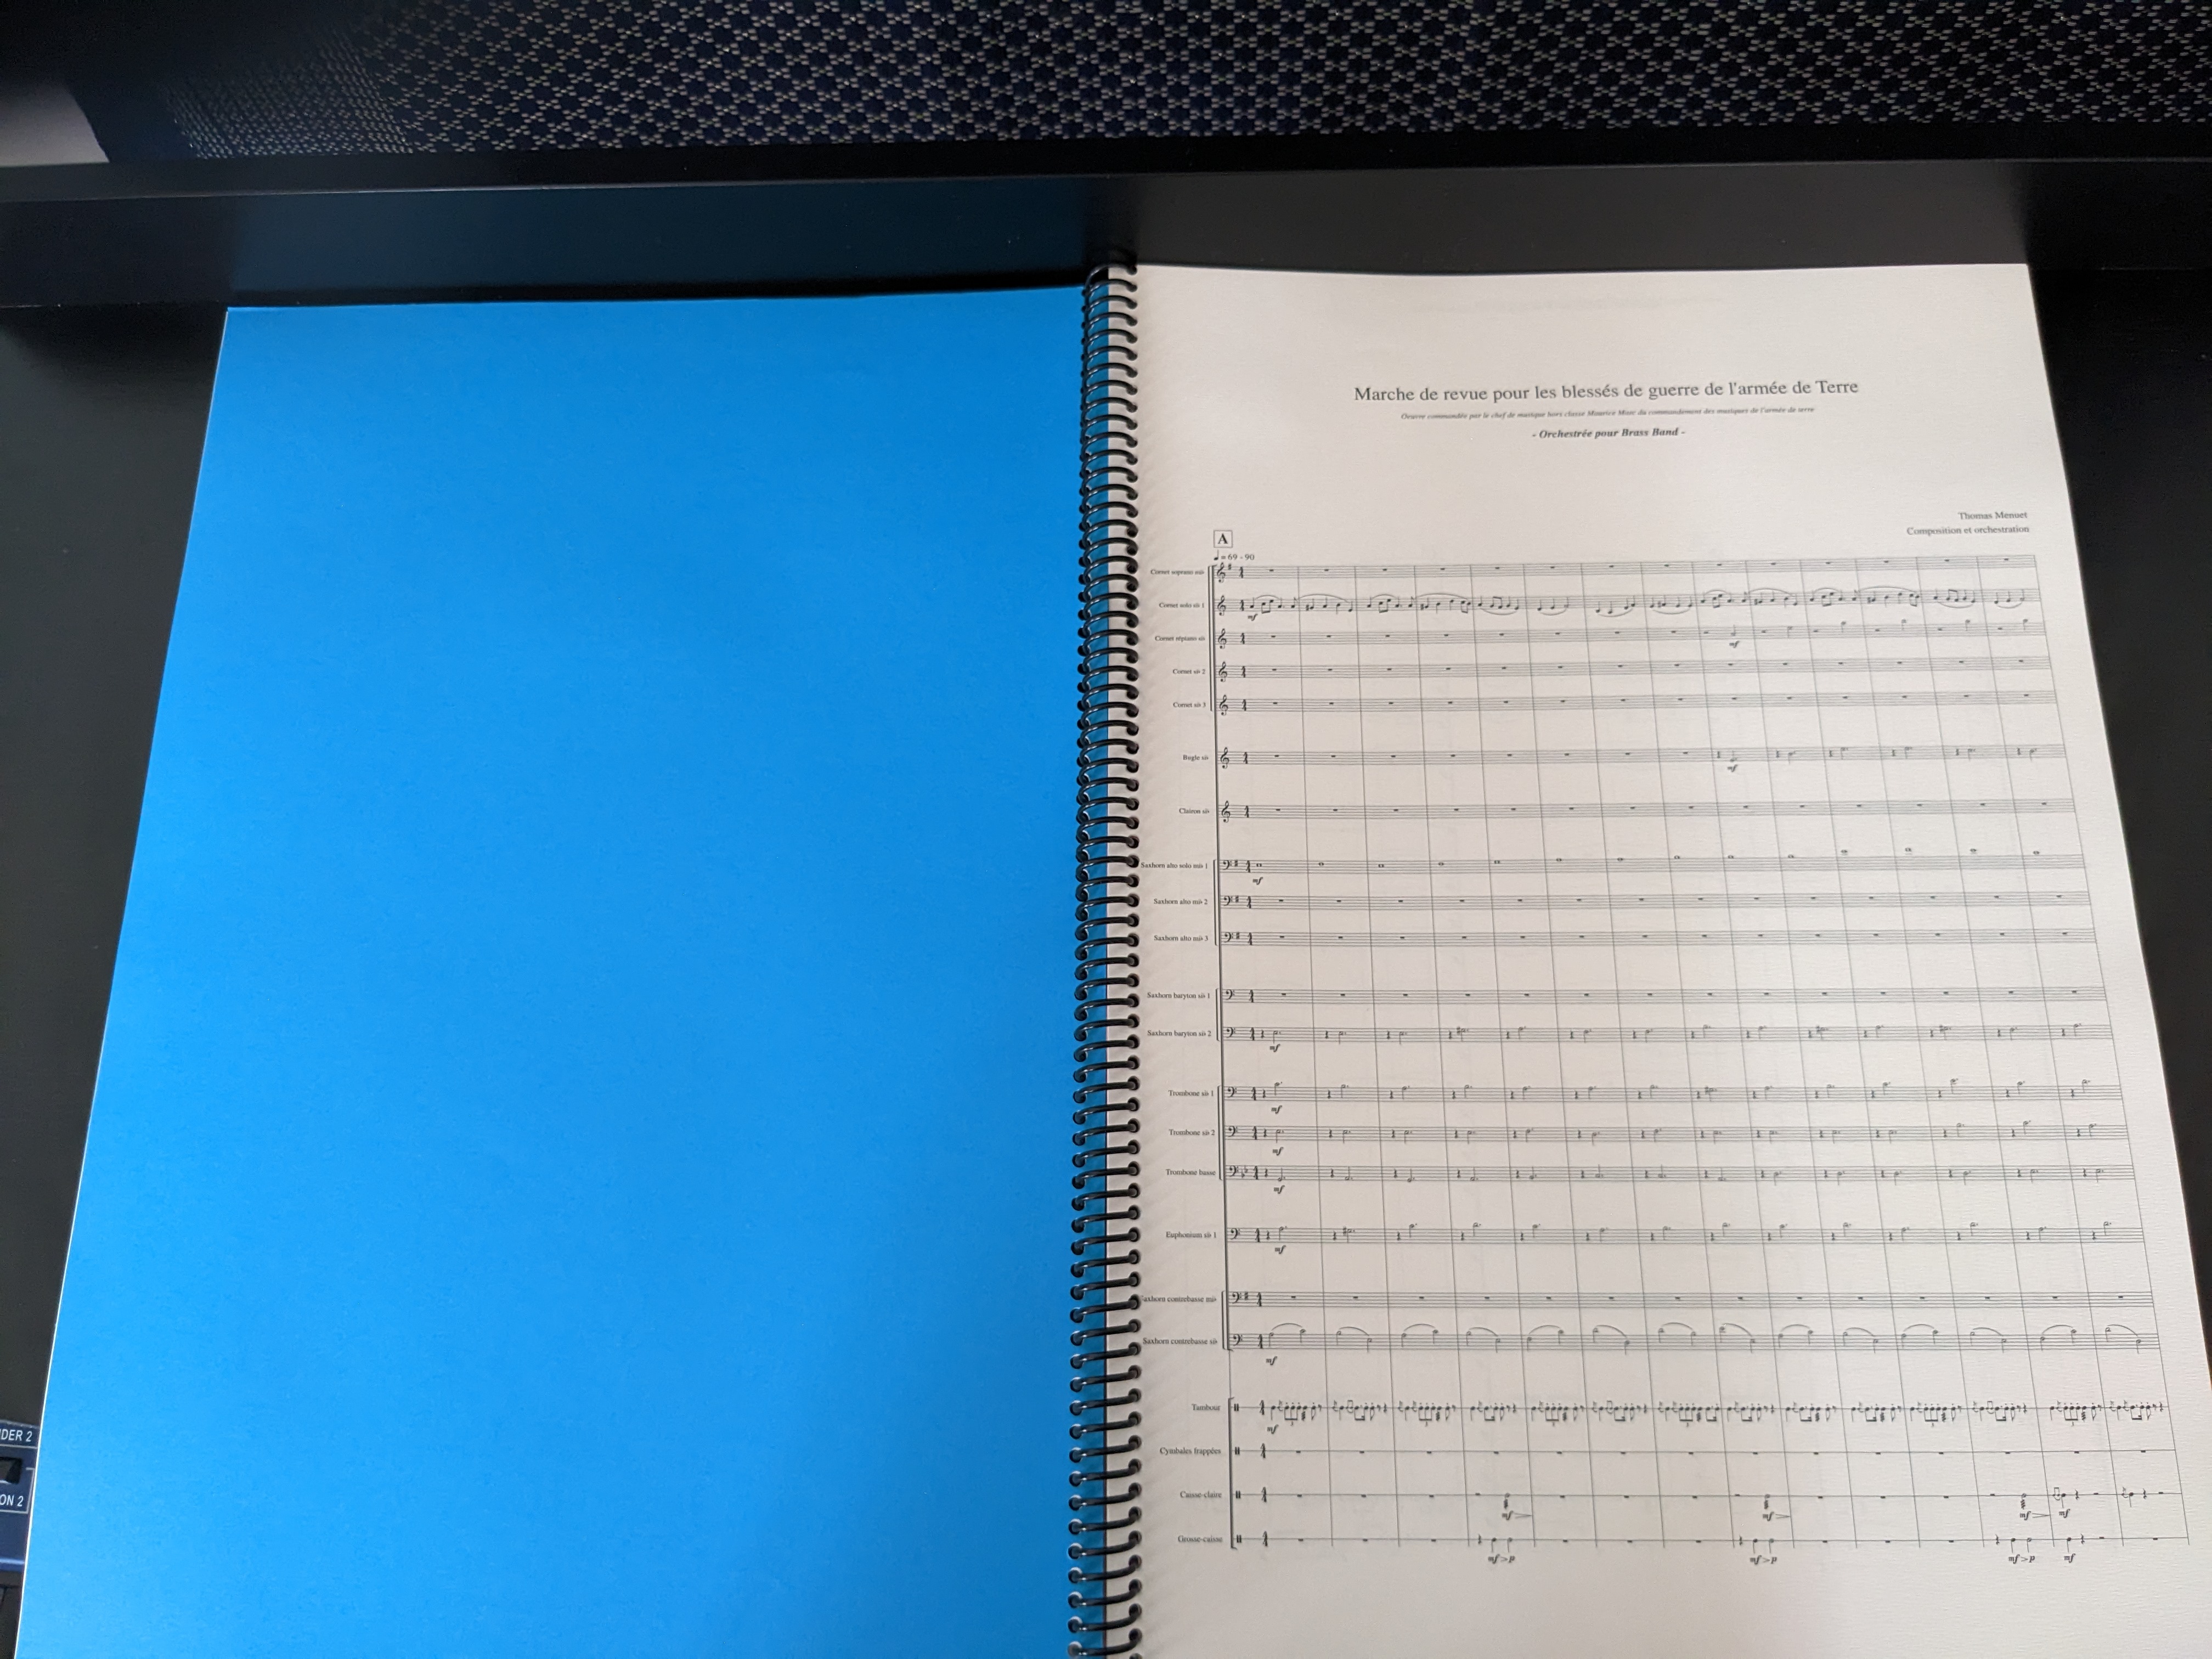 Marche de revue pour les blessés de guerre de l'armée de Terre
Oeuvre commandée par le chef de musique hors classe Maurice Muoc du commandement des musiques de l'armée de terre
- Orchestrée pour Brass Band -
Thomas Menuet
Composition et orchestration
A
♩ = 69 - 90
Cornet soprano mi♭
Cornet solo si♭ 1
mf
Cornet répiano si♭
mf
Cornet si♭ 2
Cornet si♭ 3
Bugle si♭
mf
Clairon si♭
Saxhorn alto solo mi♭ 1
mf
Saxhorn alto mi♭ 2
Saxhorn alto mi♭ 3
Saxhorn baryton si♭ 1
Saxhorn baryton si♭ 2
mf
Trombone si♭ 1
mf
Trombone si♭ 2
mf
Trombone basse
mf
Euphonium si♭ 1
mf
Saxhorn contrebasse mi♭
Saxhorn contrebasse si♭
mf
Tambour
mf
Cymbales frappées
Caisse-claire
mf mf mf mf
Grosse-caisse
mf > p mf > p mf > p mf
DER 2
ON 2